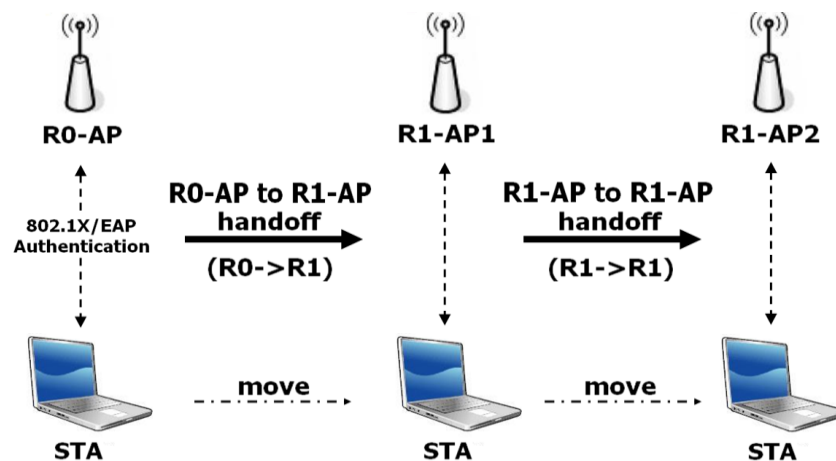 R0-AP
R1-AP1
R1-AP2
R0-AP to R1-AP
handoff
(R0->R1)
R1-AP to R1-AP
handoff
(R1->R1)
802.1X/EAP
Authentication
move
move
STA
STA
STA